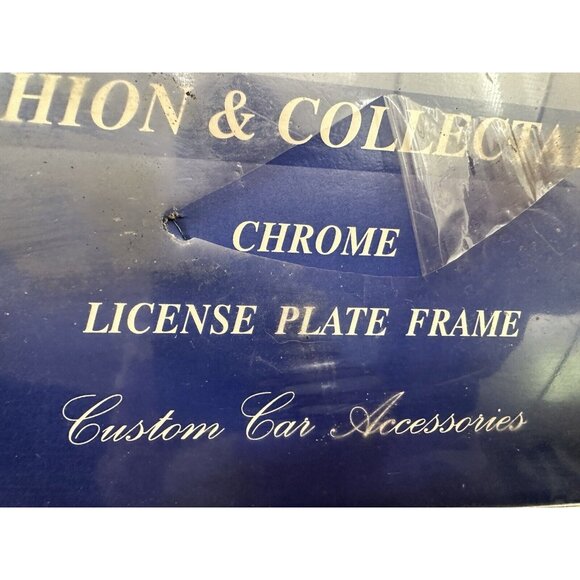 HION & COLLECTA
CHROME
LICENSE PLATE FRAME
Custom Car Accessories